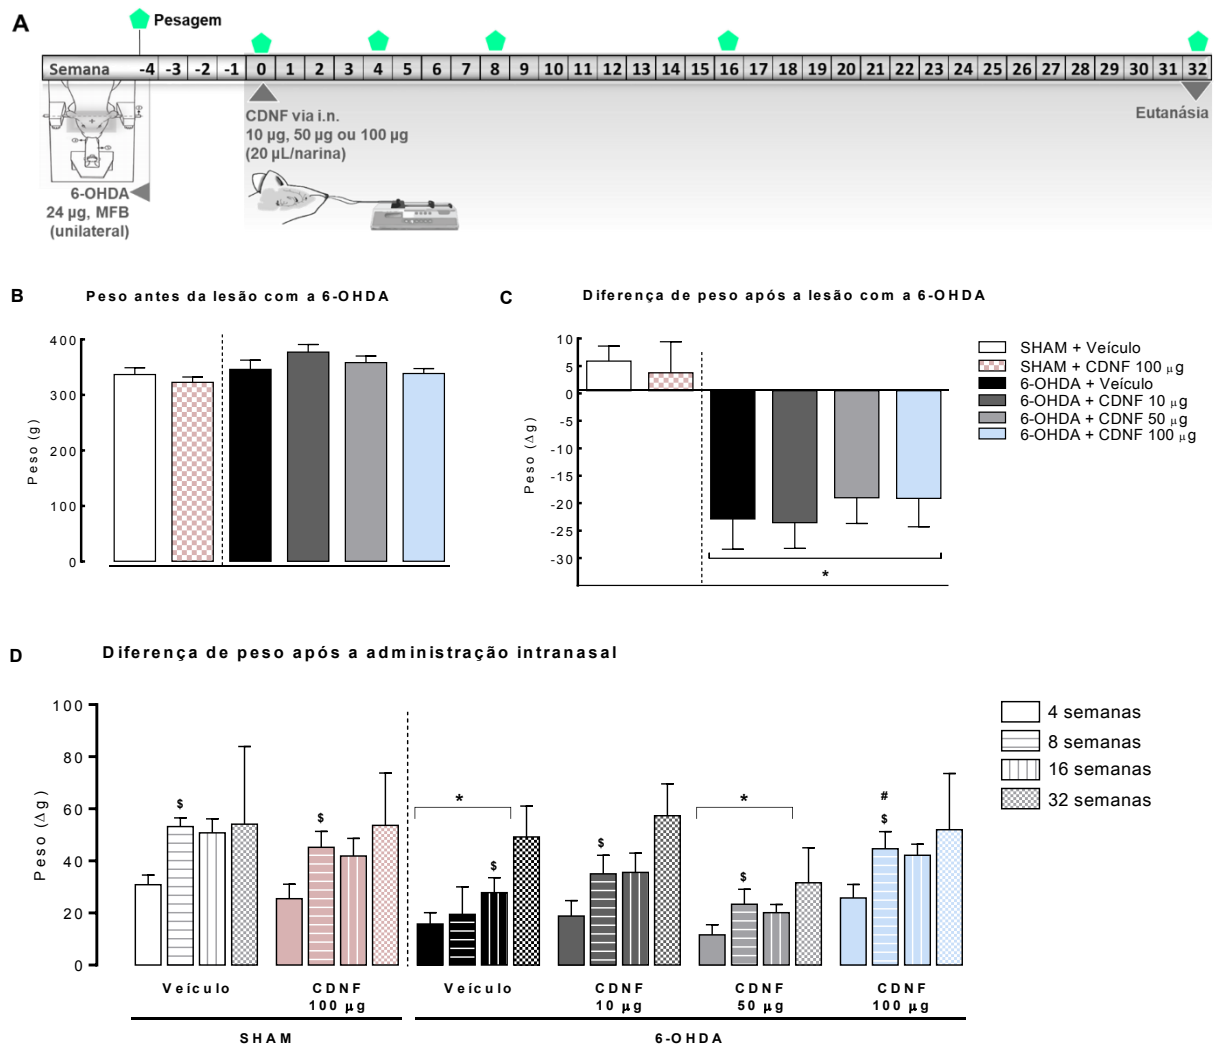 A
Pesagem
Semana -4 -3 -2 -1 0 1 2 3 4 5 6 7 8 9 10 11 12 13 14 15 16 17 18 19 20 21 22 23 24 25 26 27 28 29 30 31 32
CDNF via i.n.
10 µg, 50 µg ou 100 µg
(20 µL/narina)
Eutanásia
6-OHDA
24 µg, MFB
(unilateral)
B
Peso antes da lesão com a 6-OHDA
400
300
200
100
0
Peso (g)
C
Diferença de peso após a lesão com a 6-OHDA
10
5
0
-5
-10
-15
-20
-25
-30
Peso (Δg)
*
SHAM + Veículo
SHAM + CDNF 100 µg
6-OHDA + Veículo
6-OHDA + CDNF 10 µg
6-OHDA + CDNF 50 µg
6-OHDA + CDNF 100 µg
D
Diferença de peso após a administração intranasal
100
80
60
40
20
0
Peso (Δg)
$
$
*
$
$
*
$
#
$
4 semanas
8 semanas
16 semanas
32 semanas
Veículo
CDNF
100 µg
Veículo
CDNF
10 µg
CDNF
50 µg
CDNF
100 µg
SHAM
6-OHDA